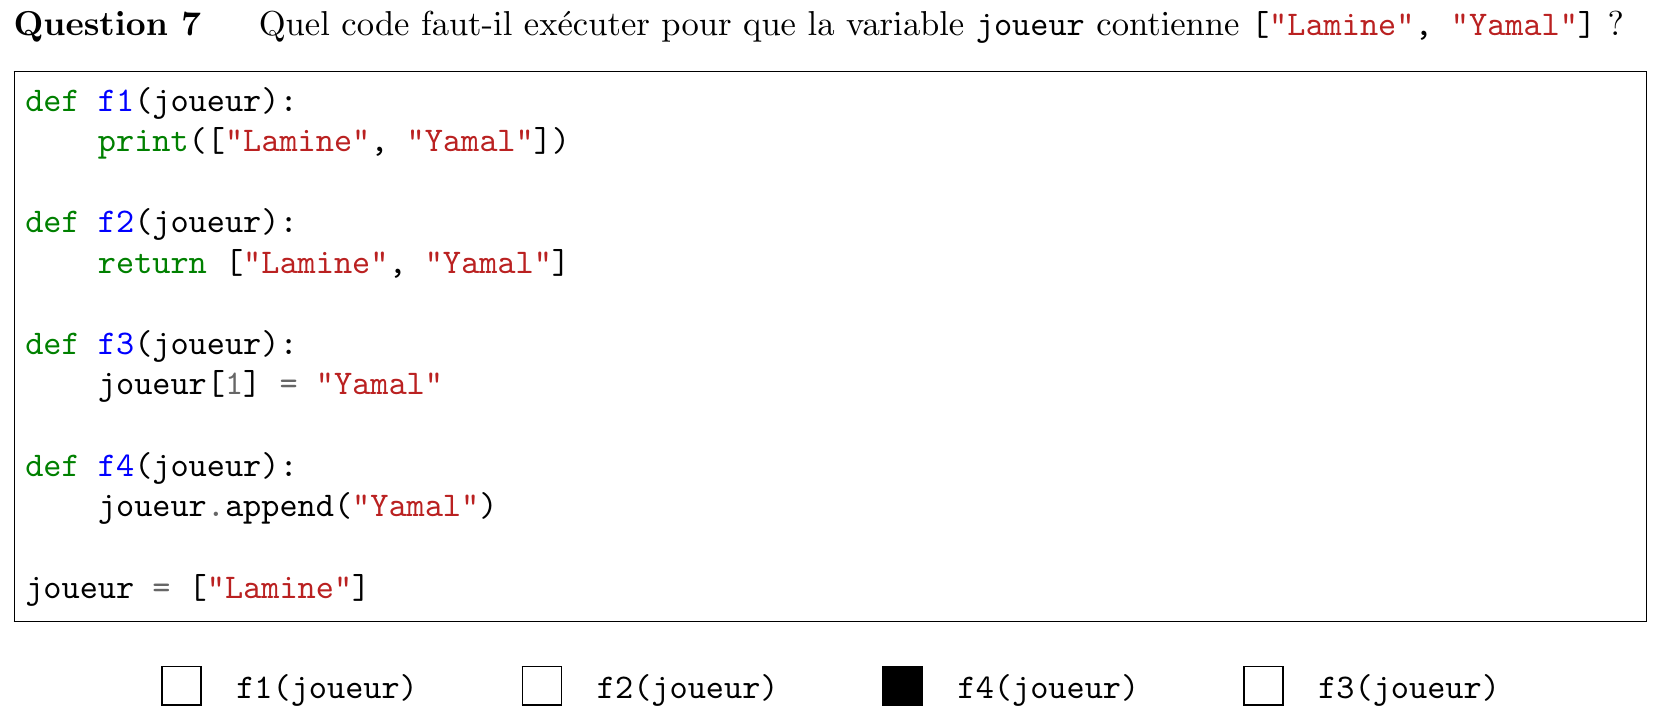 Question 7 Quel code faut-il exécuter pour que la variable joueur contienne ["Lamine", "Yamal"] ?
def f1(joueur):
    print(["Lamine", "Yamal"])
def f2(joueur):
    return ["Lamine", "Yamal"]
def f3(joueur):
    joueur[1] = "Yamal"
def f4(joueur):
    joueur.append("Yamal")
joueur = ["Lamine"]
f1(joueur) f2(joueur) f4(joueur) f3(joueur)